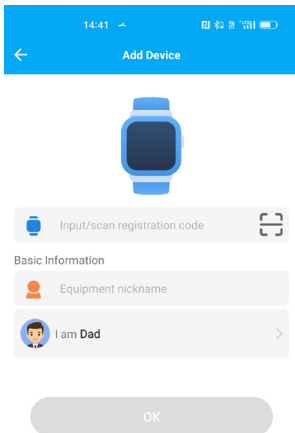 14:41
Add Device
Input/scan registration code
Basic Information
Equipment nickname
I am Dad
OK